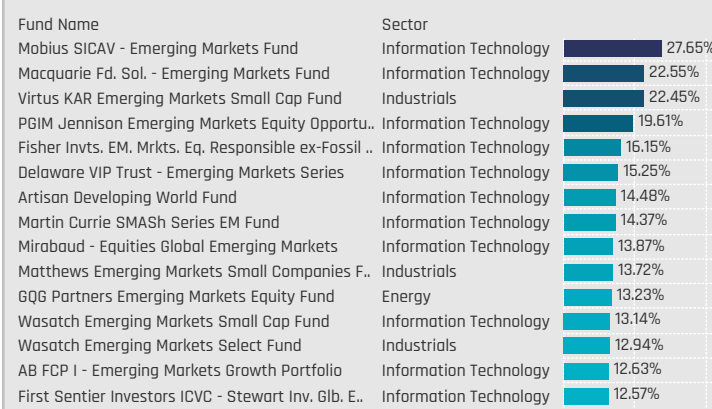 Fund Name Sector
Mobius SICAV - Emerging Markets Fund Information Technology 27.65%
Macquarie Fd. Sol. - Emerging Markets Fund Information Technology 22.55%
Virtus KAR Emerging Markets Small Cap Fund Industrials 22.45%
PGIM Jennison Emerging Markets Equity Opportu.. Information Technology 19.61%
Fisher Invts. EM. Mrkts. Eq. Responsible ex-Fossil .. Information Technology 16.15%
Delaware VIP Trust - Emerging Markets Series Information Technology 15.25%
Artisan Developing World Fund Information Technology 14.48%
Martin Currie SMASh Series EM Fund Information Technology 14.37%
Mirabaud - Equities Global Emerging Markets Information Technology 13.87%
Matthews Emerging Markets Small Companies F.. Industrials 13.72%
GQG Partners Emerging Markets Equity Fund Energy 13.23%
Wasatch Emerging Markets Small Cap Fund Information Technology 13.14%
Wasatch Emerging Markets Select Fund Industrials 12.94%
AB FCP I - Emerging Markets Growth Portfolio Information Technology 12.63%
First Sentier Investors ICVC - Stewart Inv. Glb. E.. Information Technology 12.57%